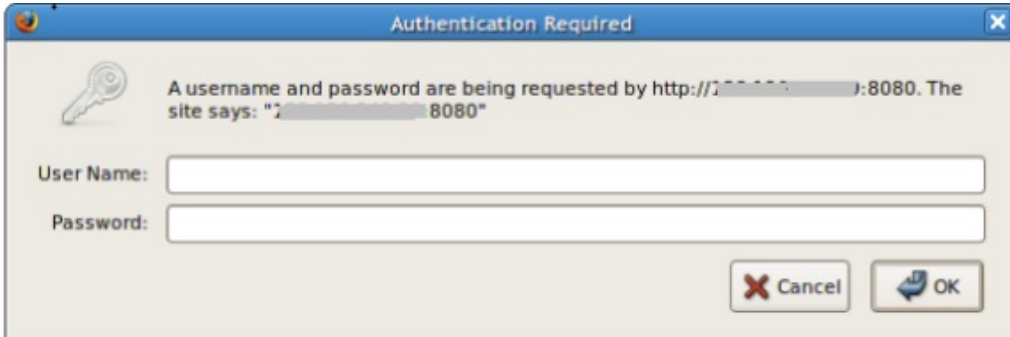 Authentication Required
A username and password are being requested by http://:8080. The
site says: "8080"
User Name:
Password:
Cancel
OK